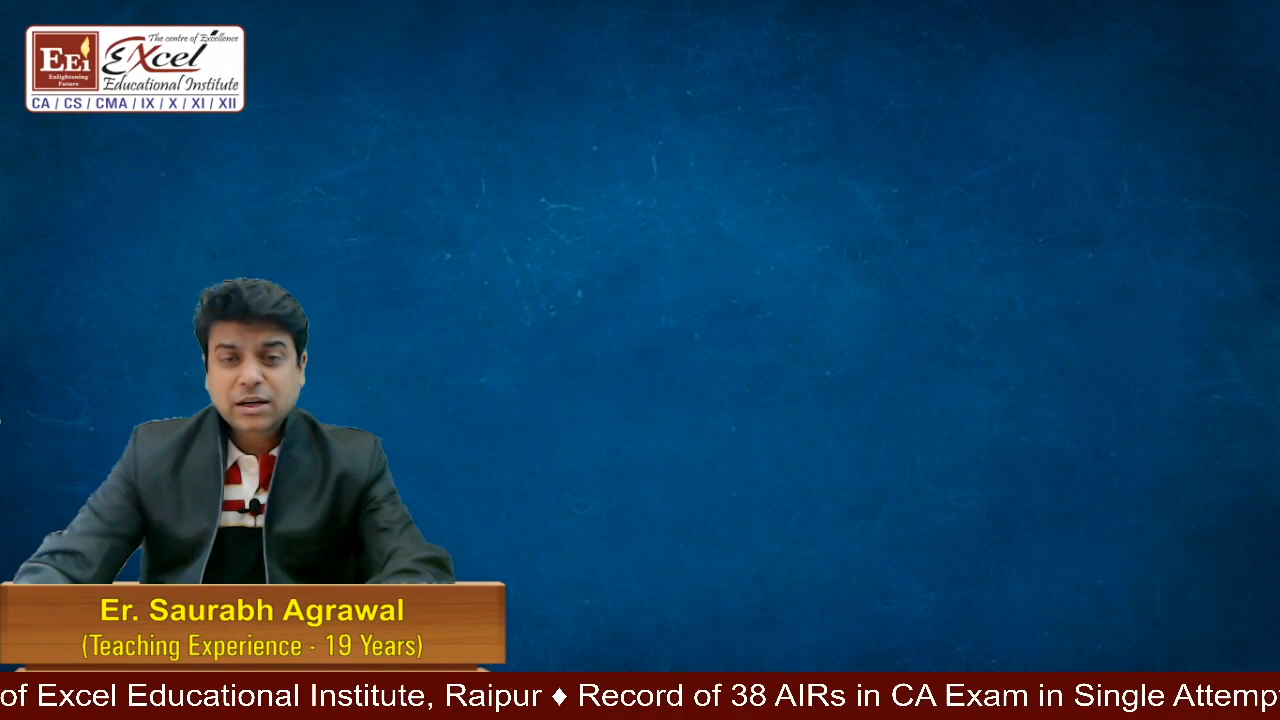 The centre of Excellence
EEi
Excel
Enlightening
Future
Educational Institute
CA / CS / CMA / IX / X / XI / XII
Er. Saurabh Agrawal
(Teaching Experience - 19 Years)
of Excel Educational Institute, Raipur ♦ Record of 38 AIRs in CA Exam in Single Attemp